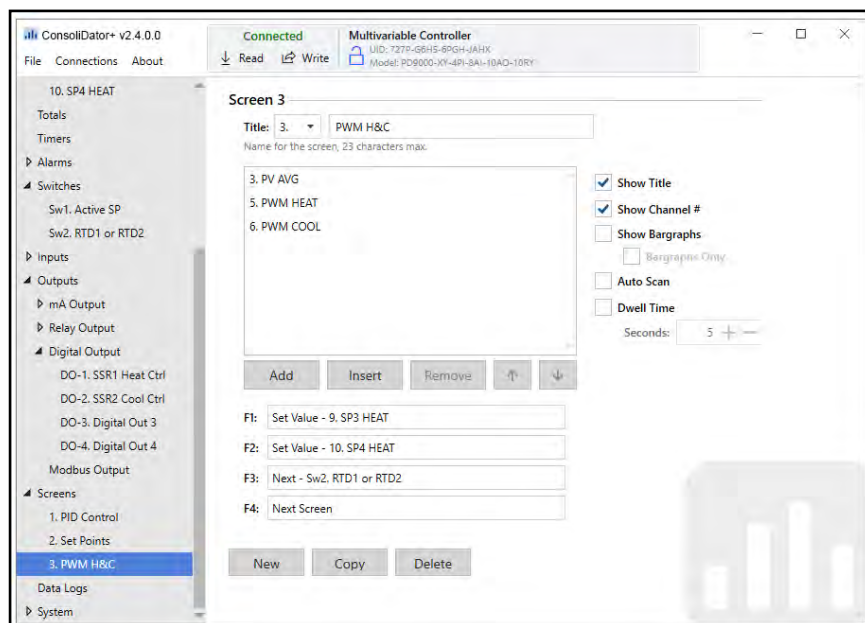 ConsoliDator+ v2.4.0.0
Connected
Multivariable Controller
UID: 727P-G6HS-6PGH-JAHX
File Connections About
Read Write
Model: PD9000-XY-4PI-8AI-10AO-10RY
10. SP4 HEAT
Totals
Timers
Alarms
Switches
Sw1. Active SP
Sw2. RTD1 or RTD2
Inputs
Outputs
mA Output
Relay Output
Digital Output
DO-1. SSR1 Heat Ctrl
DO-2. SSR2 Cool Ctrl
DO-3. Digital Out 3
DO-4. Digital Out 4
Modbus Output
Screens
1. PID Control
2. Set Points
3. PWM H&C
Data Logs
System
Screen 3
Title: 3. PWM H&C
Name for the screen, 23 characters max.
3. PV AVG
5. PWM HEAT
6. PWM COOL
Show Title
Show Channel #
Show Bargraphs
Bargraphs Only
Auto Scan
Dwell Time
Seconds: 5
Add Insert Remove
F1: Set Value - 9. SP3 HEAT
F2: Set Value - 10. SP4 HEAT
F3: Next - Sw2. RTD1 or RTD2
F4: Next Screen
New Copy Delete